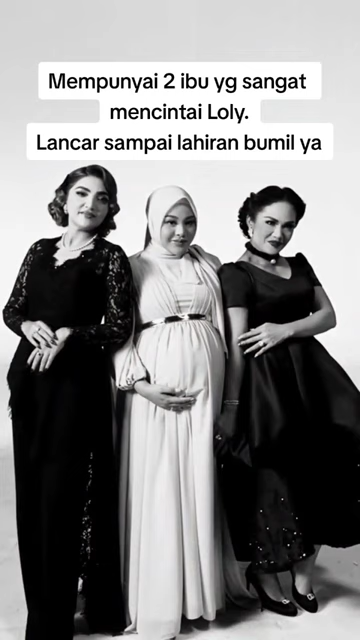 Mempunyai 2 ibu yg sangat
mencintai Loly.
Lancar sampai lahiran bumil ya